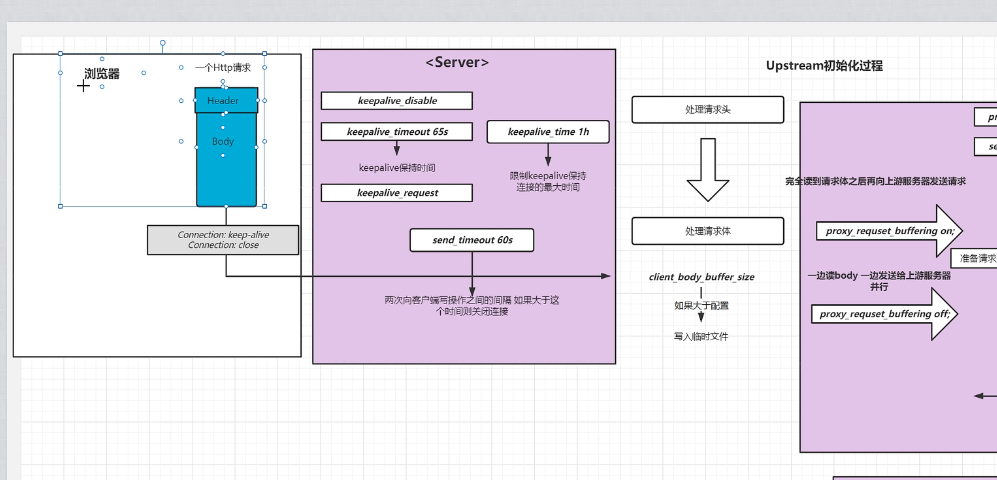 浏览器
一个Http请求
Header
Body
Connection: keep-alive
Connection: close
<Server>
keepalive_disable
keepalive_timeout 65s
keepalive保持时间
keepalive_request
keepalive_time 1h
限制keepalive保持
连接的最大时间
send_timeout 60s
两次向客户端写操作之间的间隔 如果大于这
个时间则关闭连接
Upstream初始化过程
处理请求头
处理请求体
client_body_buffer_size
如果大于配置
写入临时文件
完全读到请求体之后再向上游服务器发送请求
proxy_requset_buffering on;
准备请求
一边读body 一边发送给上游服务器
并行
proxy_requset_buffering off;